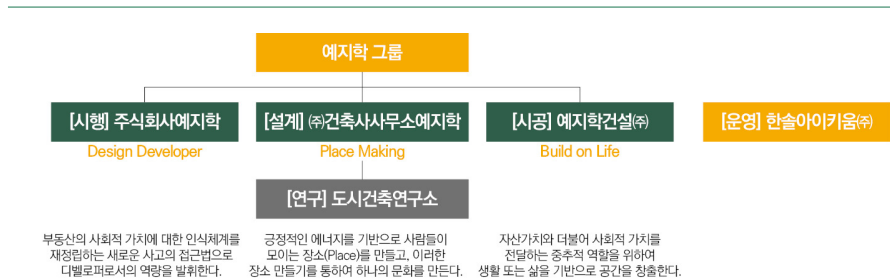 예지학 그룹
[시행] 주식회사예지학
[설계] ㈜건축사사무소예지학
[시공] 예지학건설㈜
[운영] 한솔아이키움㈜
Design Developer
Place Making
Build on Life
[연구] 도시건축연구소
부동산의 사회적 가치에 대한 인식체계를
재정립하는 새로운 사고의 접근법으로
디벨로퍼로서의 역량을 발휘한다.
긍정적인 에너지를 기반으로 사람들이
모이는 장소(Place)를 만들고, 이러한
장소 만들기를 통하여 하나의 문화를 만든다.
자산가치와 더불어 사회적 가치를
전달하는 중추적 역할을 위하여
생활 또는 삶을 기반으로 공간을 창출한다.